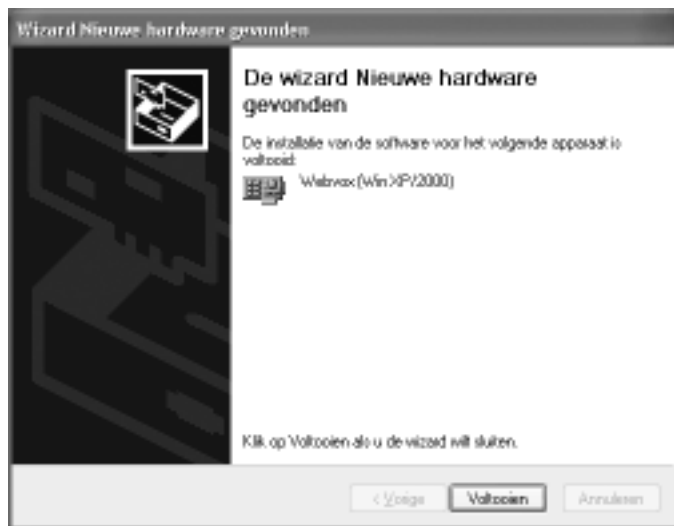 Wizard Nieuwe hardware gevonden
De wizard Nieuwe hardware
gevonden
De installatie van de software voor het volgende apparaat is
voltooid:
Webvox (Win XP/2000)
Klik op Voltooien als u de wizard wilt sluiten.
< Vorige
Voltooien
Annuleren